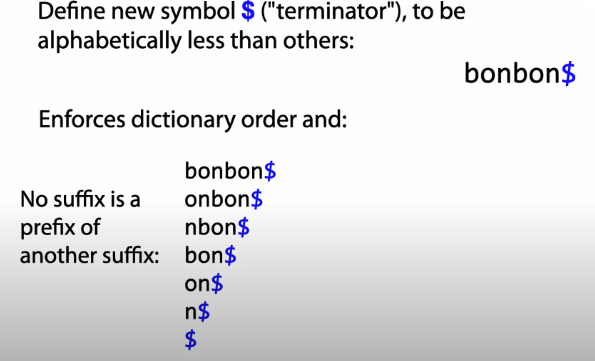 Define new symbol $ ("terminator"), to be
alphabetically less than others:
bonbon$
Enforces dictionary order and:
bonbon$
No suffix is a onbon$
prefix of nbon$
another suffix: bon$
on$
n$
$